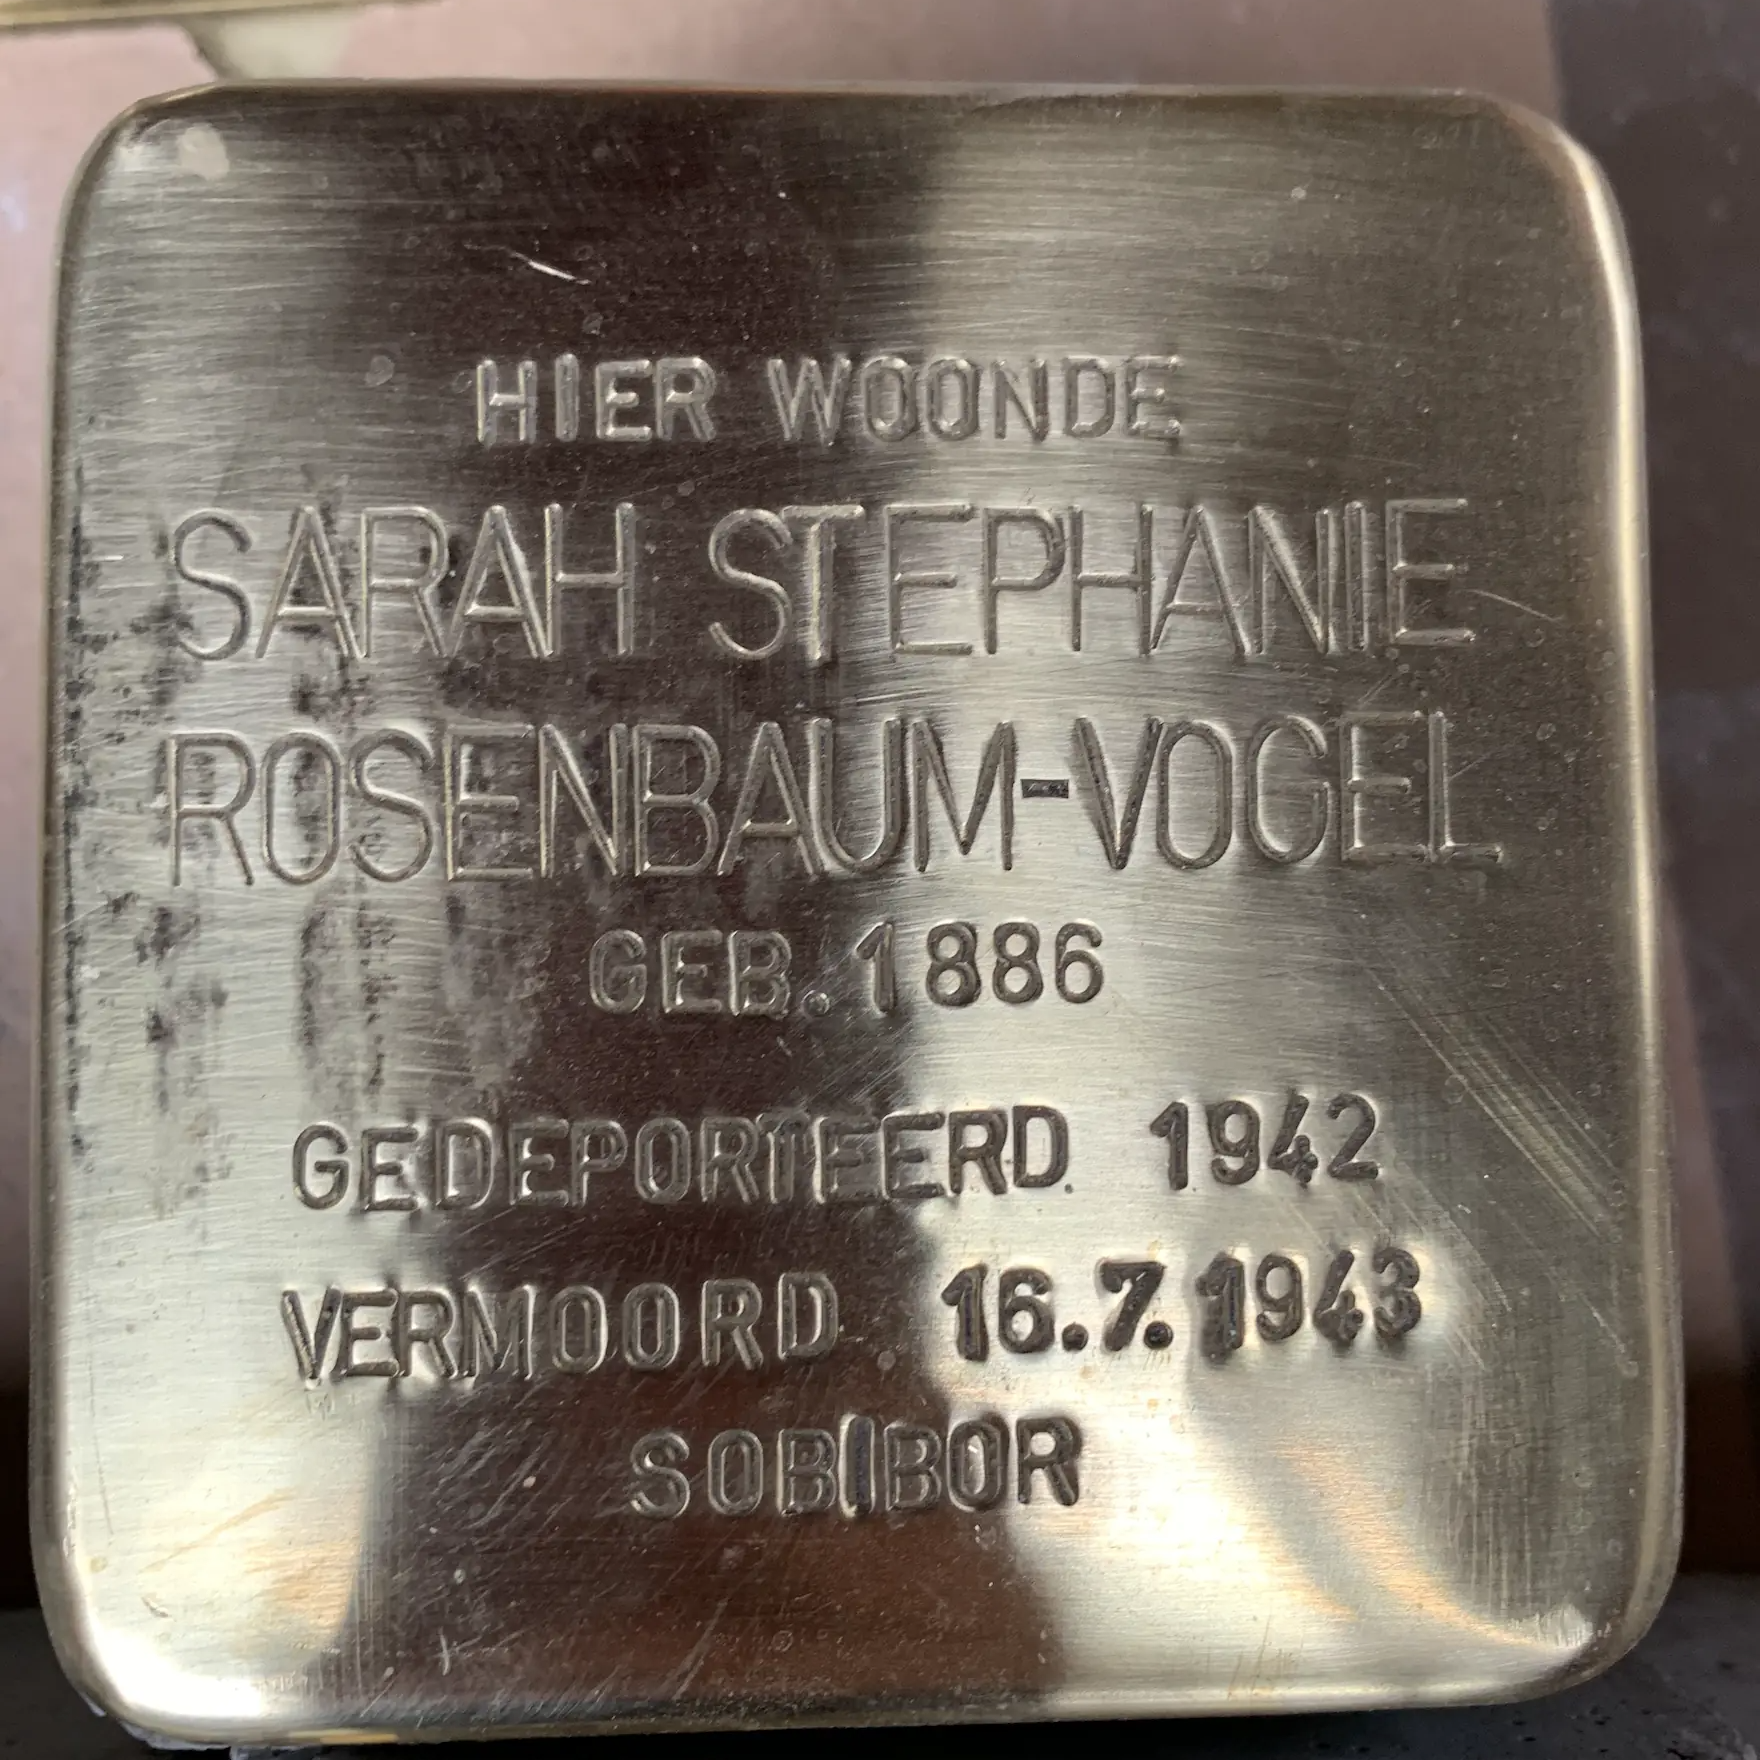 HIER WOONDE
SARAH STEPHANIE
ROSENBAUM-VOGEL
GEB. 1886
GEDEPORTEERD 1942
VERMOORD 16.7.1943
SOBIBOR